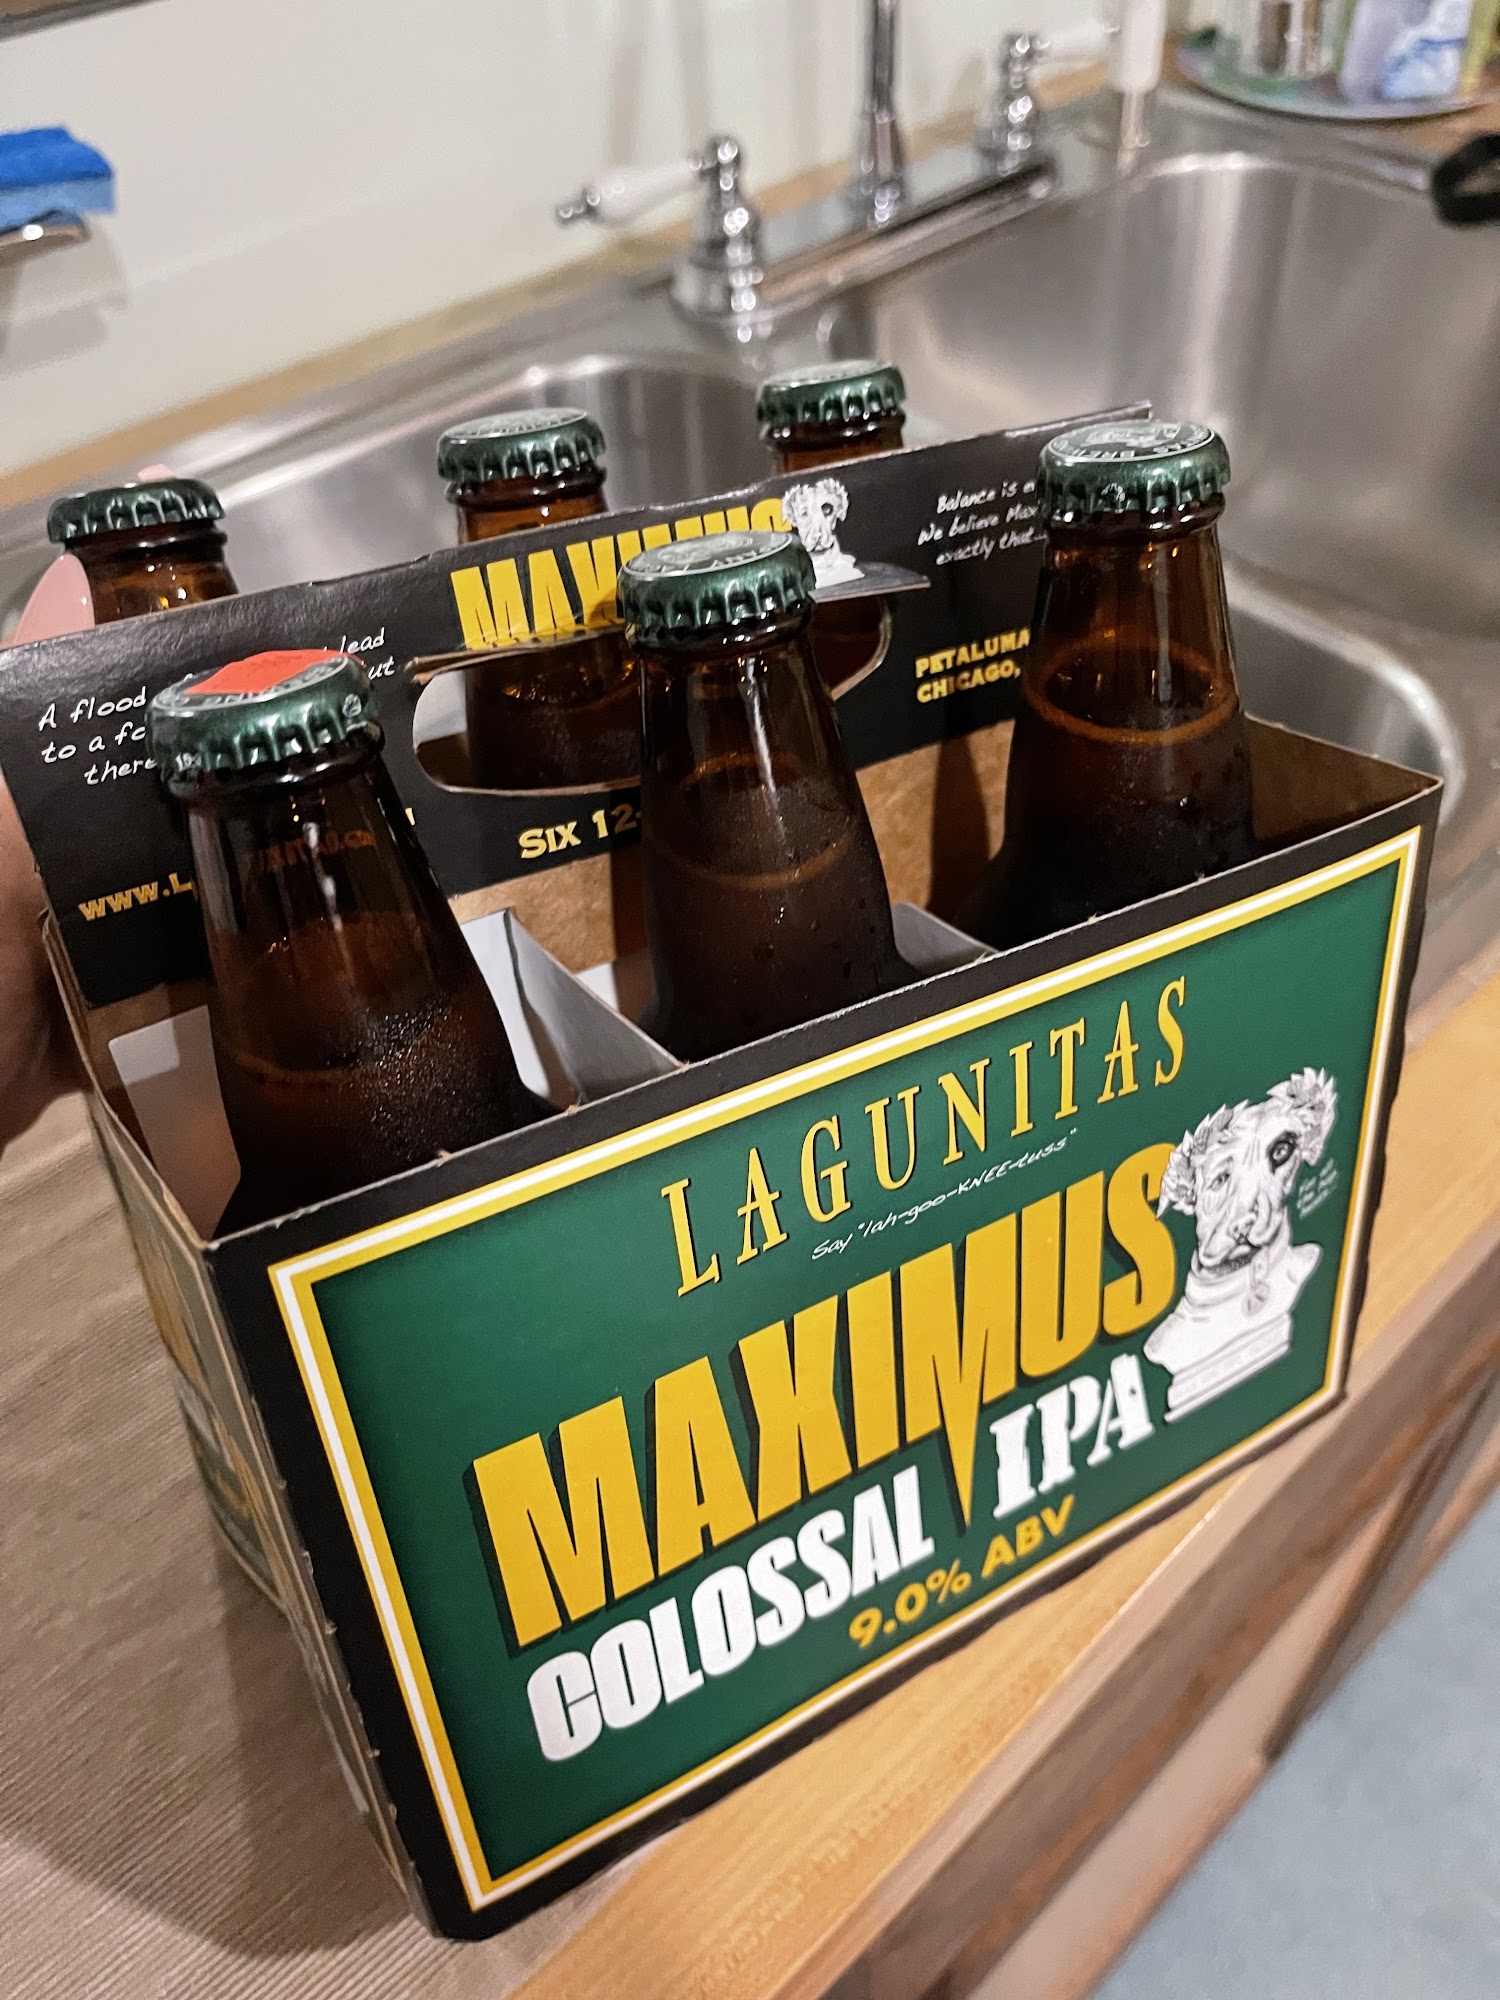 MAXIMUS
Balance is
We believe Max
exactly that...
lead
A flood
to a fo
there
PETALUMA
CHICAGO,
SIX 12-
www.L
LAGUNITAS
Say "lah-goo-KNEE-tuss"
MAXIMUS
COLOSSAL IPA
9.0% ABV